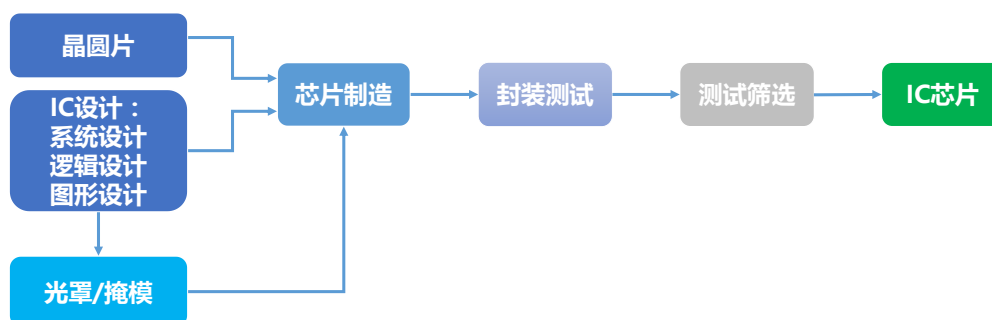 晶圆片
IC设计：
系统设计
逻辑设计
图形设计
光罩/掩模
芯片制造
封装测试
测试筛选
IC芯片